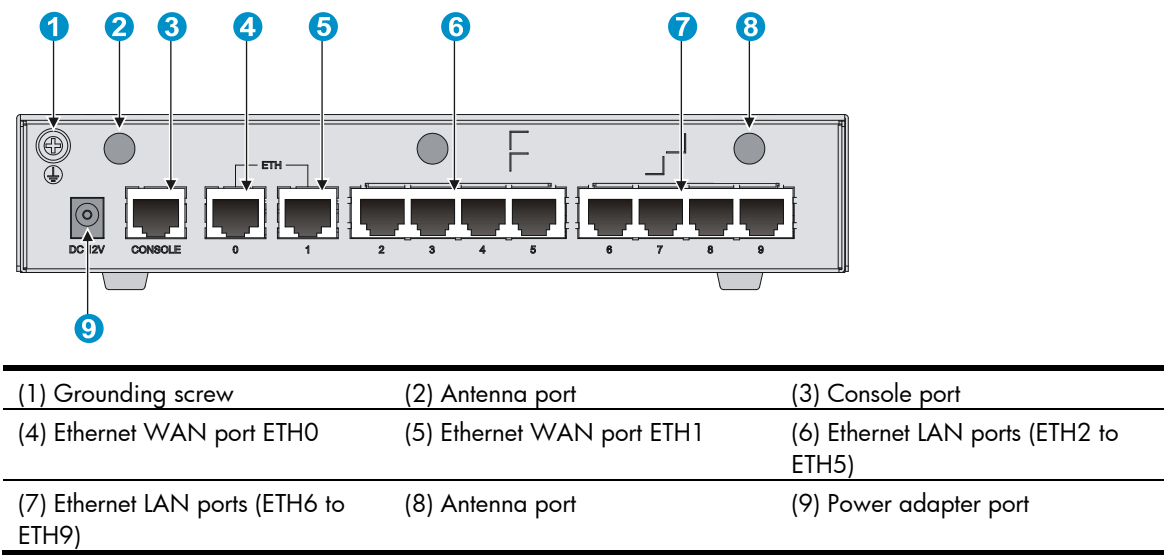 1 2 3 4 5 6 7 8
ETH
DC 12V CONSOLE 0 1 2 3 4 5 6 7 8 9
9
(1) Grounding screw (2) Antenna port (3) Console port
(4) Ethernet WAN port ETH0 (5) Ethernet WAN port ETH1 (6) Ethernet LAN ports (ETH2 to
ETH5)
(7) Ethernet LAN ports (ETH6 to (8) Antenna port (9) Power adapter port
ETH9)